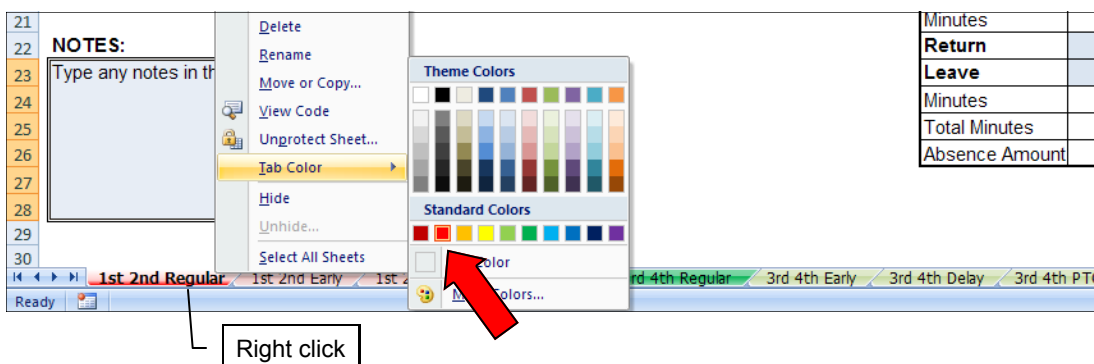 21
22 NOTES:
23 Type any notes in th
24
25
26
27
28
29
30
Delete
Rename
Move or Copy...
View Code
Unprotect Sheet...
Tab Color
Hide
Unhide...
Select All Sheets
Theme Colors
Standard Colors
Color
Colors...
Minutes
Return
Leave
Minutes
Total Minutes
Absence Amount
1st 2nd Regular 1st 2nd Early 1st 2 rd 4th Regular 3rd 4th Early 3rd 4th Delay 3rd 4th PTC
Ready
Right click